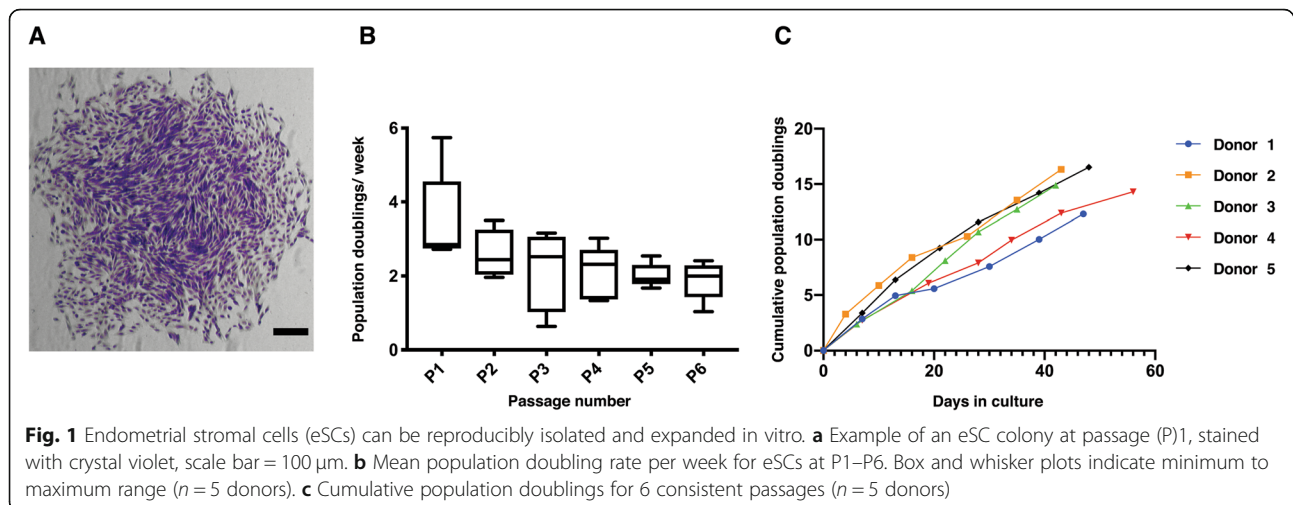 A
B
C
Population doublings/ week
6
4
2
0
P1
P2
P3
P4
P5
P6
Passage number
Cumulative population doublings
20
15
10
5
0
0
20
40
60
Days in culture
Donor 1
Donor 2
Donor 3
Donor 4
Donor 5
Fig. 1 Endometrial stromal cells (eSCs) can be reproducibly isolated and expanded in vitro. a Example of an eSC colony at passage (P)1, stained
with crystal violet, scale bar = 100 μm. b Mean population doubling rate per week for eSCs at P1–P6. Box and whisker plots indicate minimum to
maximum range (n = 5 donors). c Cumulative population doublings for 6 consistent passages (n = 5 donors)